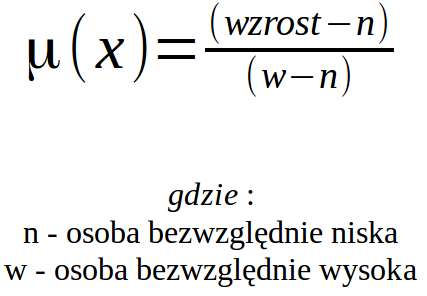 μ(x)=(wzrost−n)/(w−n)
gdzie :
n - osoba bezwzględnie niska
w - osoba bezwzględnie wysoka